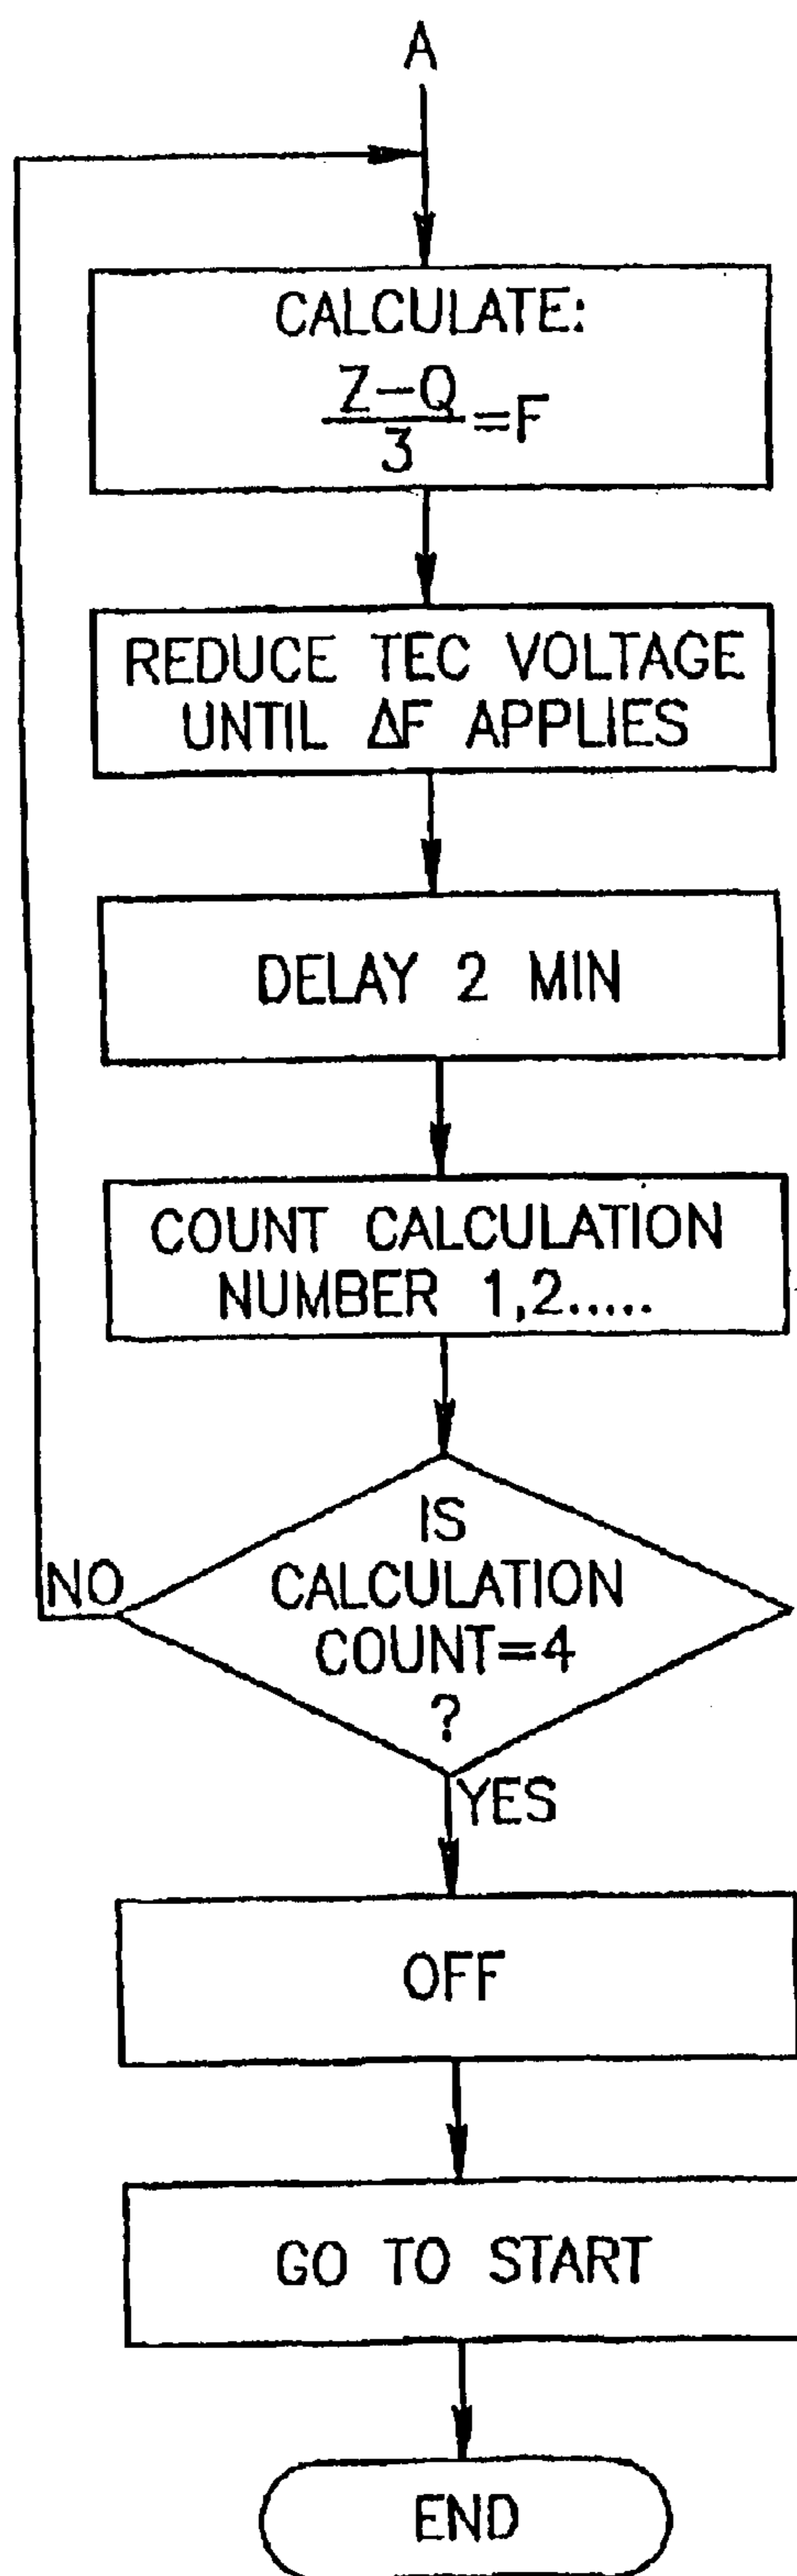 A
CALCULATE:
Z-Q
3
=F
REDUCE TEC VOLTAGE
UNTIL ΔF APPLIES
DELAY 2 MIN
COUNT CALCULATION
NUMBER 1,2.....
IS
CALCULATION
COUNT=4
?
NO
YES
OFF
GO TO START
END